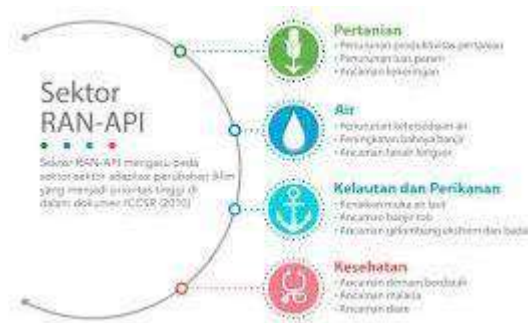 Sektor
RAN-API
Sektor RAN-API mengacu pada
sektor-sektor adaptasi perubahan iklim
yang menjadi prioritas tinggi di
dalam dokumen ICCSR (2010)
Pertanian
- Penurunan produktivitas pertanian
- Penurunan luas panen
- Ancaman kekeringan
Air
- Penurunan ketersediaan air
- Peningkatan bahaya banjir
- Ancaman tanah longsor
Kelautan dan Perikanan
- Kenaikan muka air laut
- Ancaman banjir rob
- Ancaman gelombang ekstrem dan badai
Kesehatan
- Ancaman demam berdarah
- Ancaman malaria
- Ancaman diare